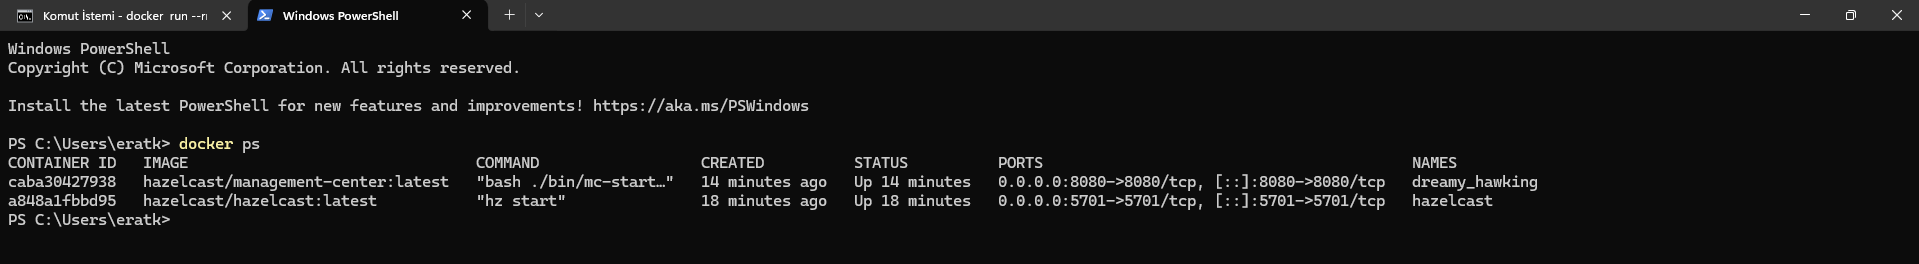 Komut İstemi - docker run --rı
Windows PowerShell
Windows PowerShell
Copyright (C) Microsoft Corporation. All rights reserved.
Install the latest PowerShell for new features and improvements! https://aka.ms/PSWindows
PS C:\Users\eratk> docker ps
CONTAINER ID   IMAGE                                COMMAND                  CREATED          STATUS          PORTS                                         NAMES
caba30427938   hazelcast/management-center:latest   "bash ./bin/mc-start…"   14 minutes ago   Up 14 minutes   0.0.0.0:8080->8080/tcp, [::]:8080->8080/tcp   dreamy_hawking
a848a1fbbd95   hazelcast/hazelcast:latest           "hz start"               18 minutes ago   Up 18 minutes   0.0.0.0:5701->5701/tcp, [::]:5701->5701/tcp   hazelcast
PS C:\Users\eratk>